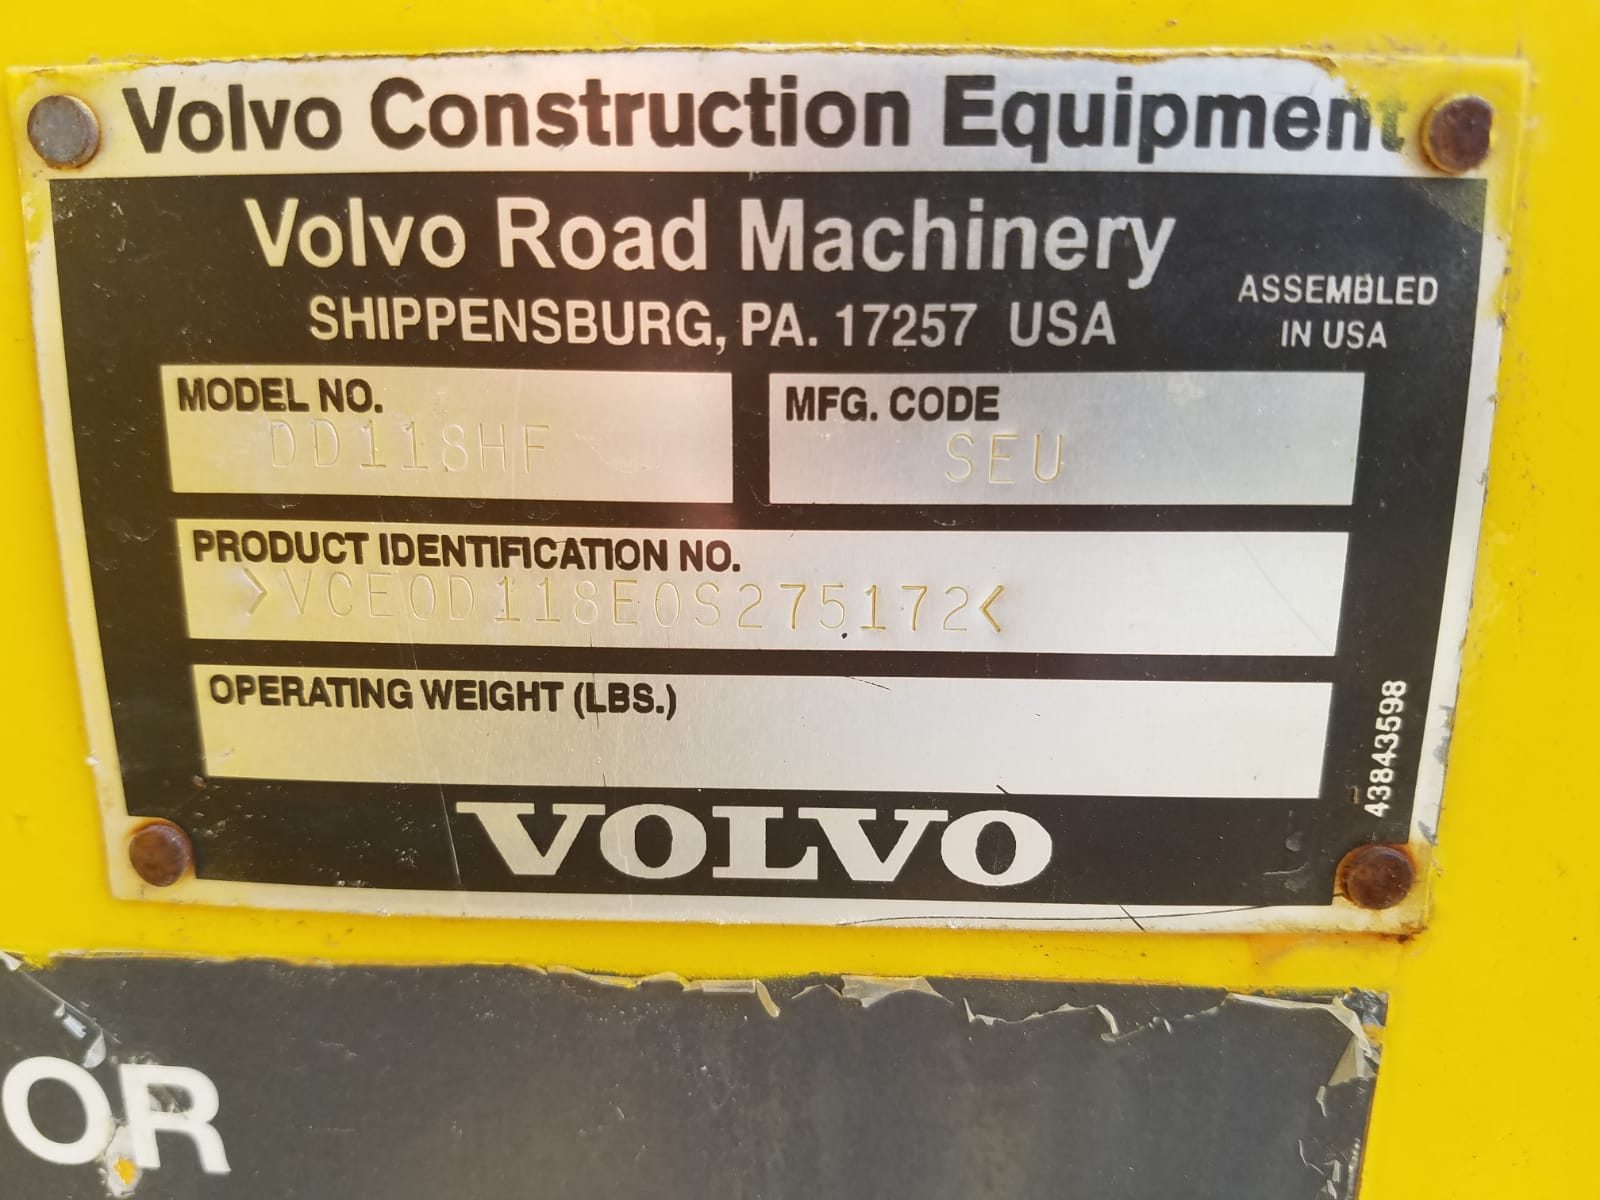 Volvo Construction Equipment
Volvo Road Machinery
SHIPPENSBURG, PA. 17257 USA
ASSEMBLED
IN USA
MODEL NO.
DD118HF
MFG. CODE
SEU
PRODUCT IDENTIFICATION NO.
>VCE0D118E0S275172<
OPERATING WEIGHT (LBS.)
43843598
VOLVO
OR